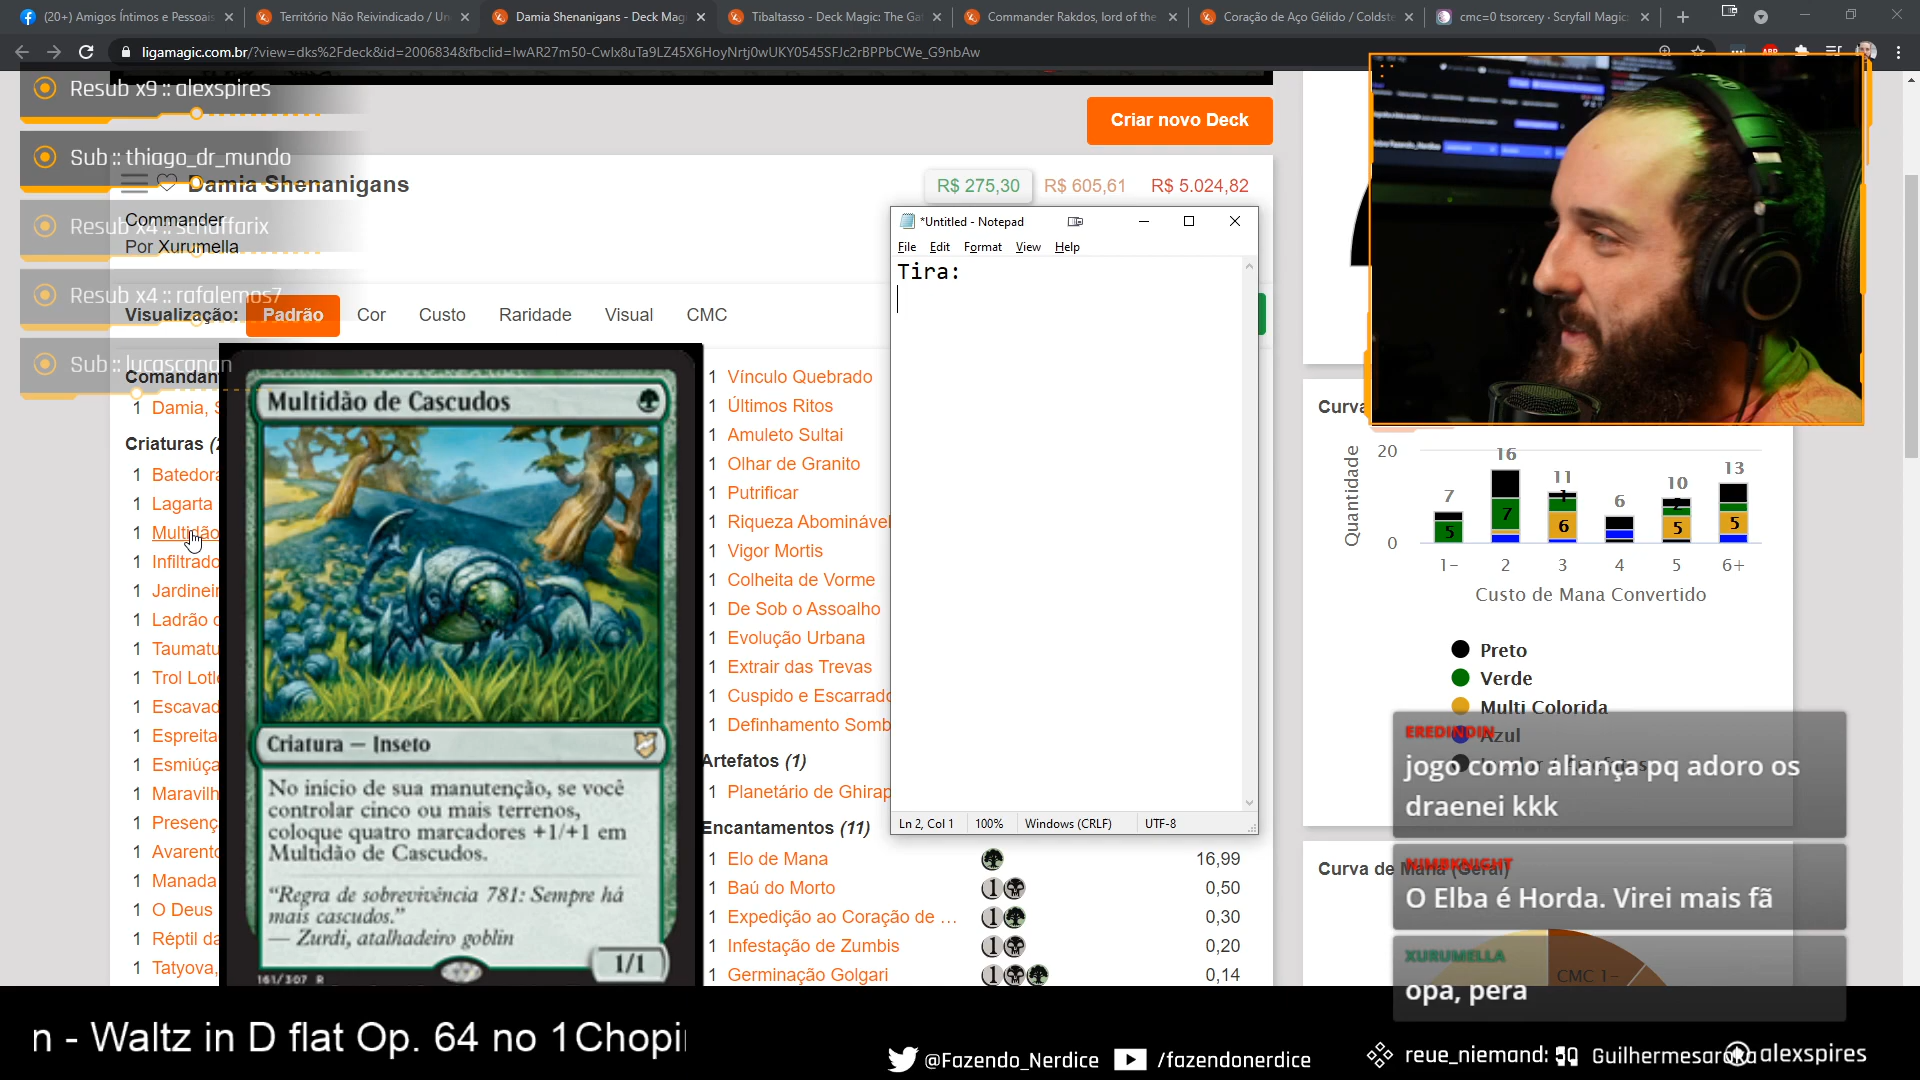 (20+) Amigos Íntimos e Pessoais
Território Não Reivindicado / Un
Damia Shenanigans - Deck Mag
Tibaltasso - Deck Magic: The Ga
Commander Rakdos, lord of the
Coração de Aço Gélido / Coldste
cmc=0 t:sorcery · Scryfall Magic
ligamagic.com.br/?view=dks%2Fdeck&id=2006834&fbclid=IwAR27m50-Cwlx8uTa9LZ45X6HoyNrtj0wUKY0545SFJc2rBPPbCWe_G9nbAw
Resub x9 :: alexspires
Sub :: thiago_dr_mundo
Resub x4 :: schaffarix
Resub x4 :: rafalemos7
Sub :: lucascanan
Criar novo Deck
Damia Shenanigans
R$ 275,30
R$ 605,61
R$ 5.024,82
Commander
Por Xurumella
Visualização:
Padrão
Cor
Custo
Raridade
Visual
CMC
Comandan
1 Damia, S
Criaturas (2
1 Batedora
1 Lagarta
1 Multidão
1 Infiltrado
1 Jardineir
1 Ladrão d
1 Taumatu
1 Trol Lotle
1 Escavad
1 Espreita
1 Esmiúça
1 Maravilh
1 Presenç
1 Avarento
1 Manada
1 O Deus
1 Réptil da
1 Tatyova,
Multidão de Cascudos
Criatura — Inseto
No início de sua manutenção, se você
controlar cinco ou mais terrenos,
coloque quatro marcadores +1/+1 em
Multidão de Cascudos.
“Regra de sobrevivência 781: Sempre há
mais cascudos.”
— Zurdi, atalhadeiro goblin
1/1
161/307 R
1 Vínculo Quebrado
1 Últimos Ritos
1 Amuleto Sultai
1 Olhar de Granito
1 Putrificar
1 Riqueza Abominável
1 Vigor Mortis
1 Colheita de Vorme
1 De Sob o Assoalho
1 Evolução Urbana
1 Extrair das Trevas
1 Cuspido e Escarrado
1 Definhamento Somb
Artefatos (1)
1 Planetário de Ghirap
Encantamentos (11)
1 Elo de Mana 16,99
1 Baú do Morto 1 0,50
1 Expedição ao Coração de ... 1 0,30
1 Infestação de Zumbis 1 0,20
1 Germinação Golgari 1 0,14
*Untitled - Notepad
File Edit Format View Help
Tira:
Ln 2, Col 1
100%
Windows (CRLF)
UTF-8
Curva
Quantidade
20
0
7
16
11
6
10
13
5
7
1
6
2
5
5
1-
2
3
4
5
6+
Custo de Mana Convertido
Preto
Verde
Multi Colorida
Azul
Curva de Mana (Geral)
CMC 1-
EREDINDIN
jogo como aliança pq adoro os
draenei kkk
NIMBKNIGHT
O Elba é Horda. Virei mais fã
XURUMELLA
opa, pera
n - Waltz in D flat Op. 64 no 1Chopi
@Fazendo_Nerdice
/fazendonerdice
reue_niemand:
Guilhermesaro
alexspires